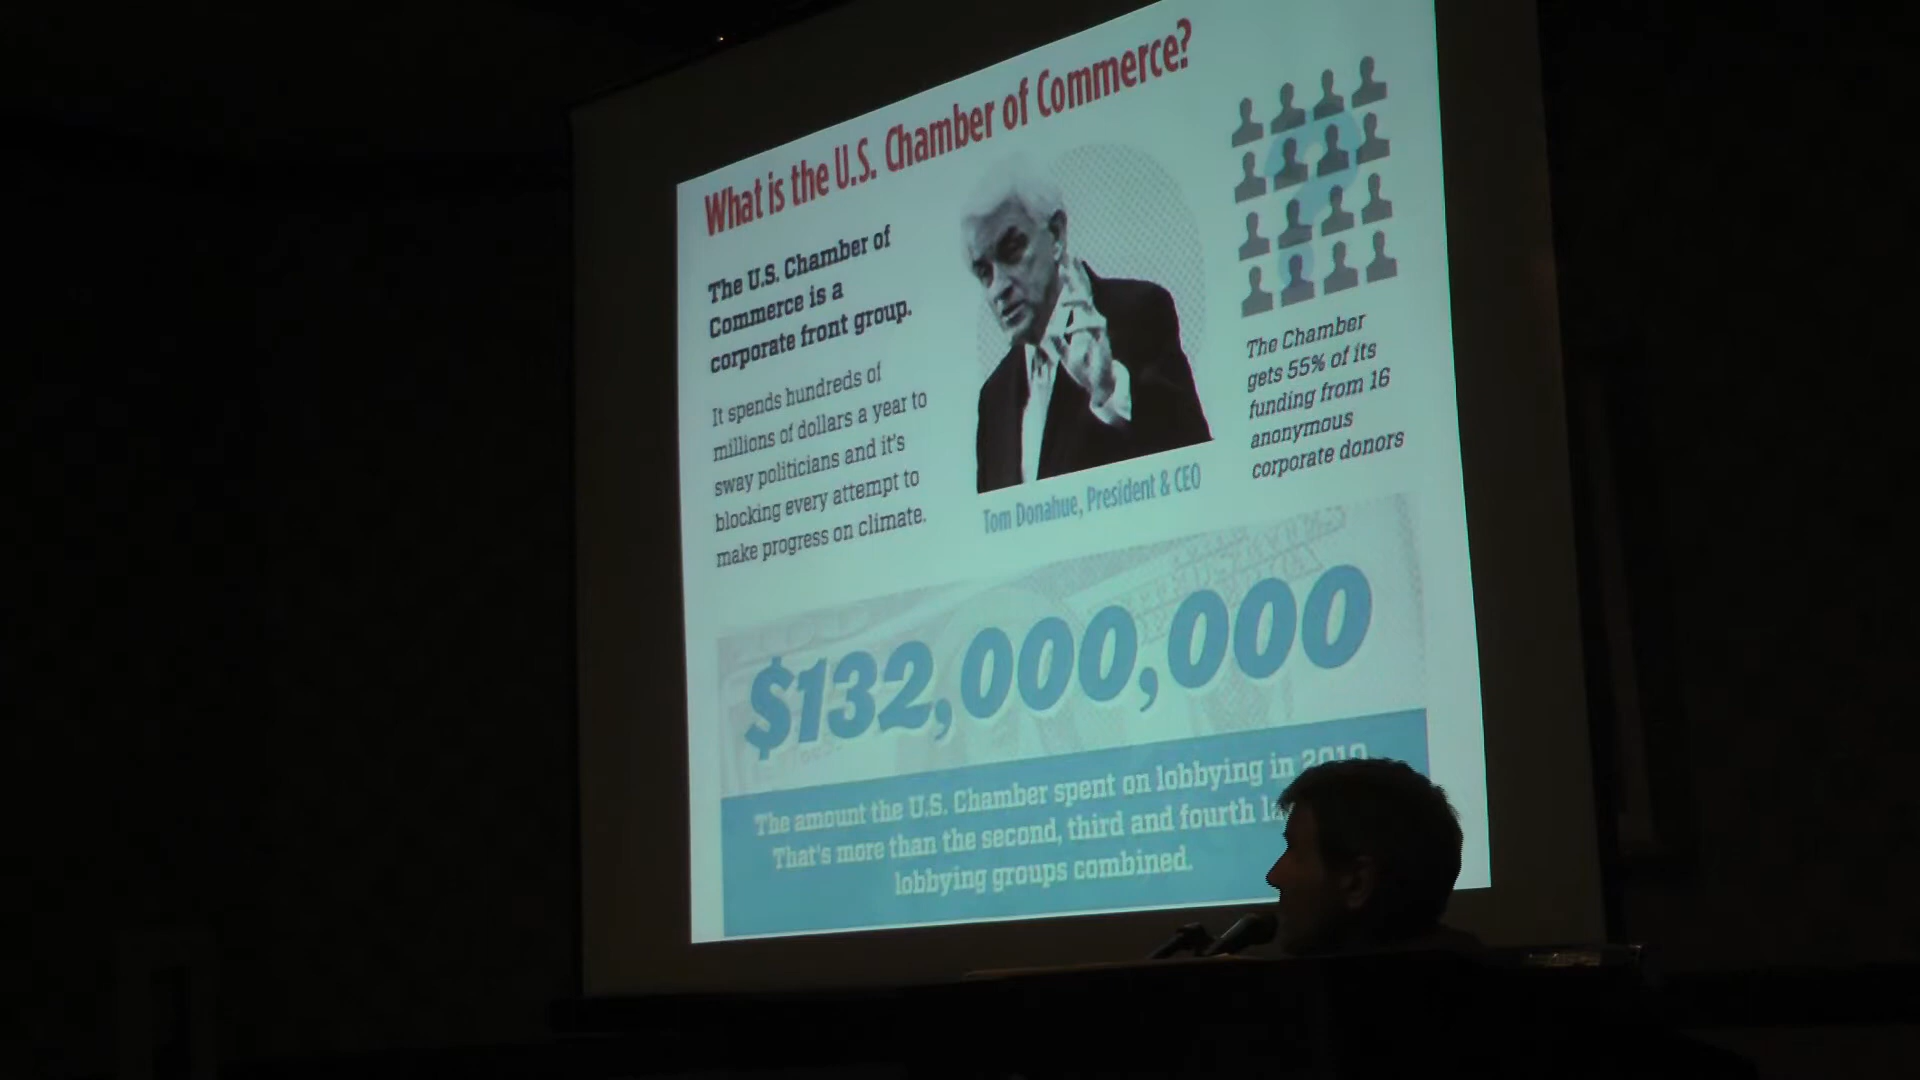 What is the U.S. Chamber of Commerce?
The U.S. Chamber of
Commerce is a
corporate front group.
It spends hundreds of
millions of dollars a year to
sway politicians and it's
blocking every attempt to
make progress on climate.
Tom Donahue, President & CEO
The Chamber
gets 55% of its
funding from 16
anonymous
corporate donors
$132,000,000
The amount the U.S. Chamber spent on lobbying in 2010
That's more than the second, third and fourth
lobbying groups combined.